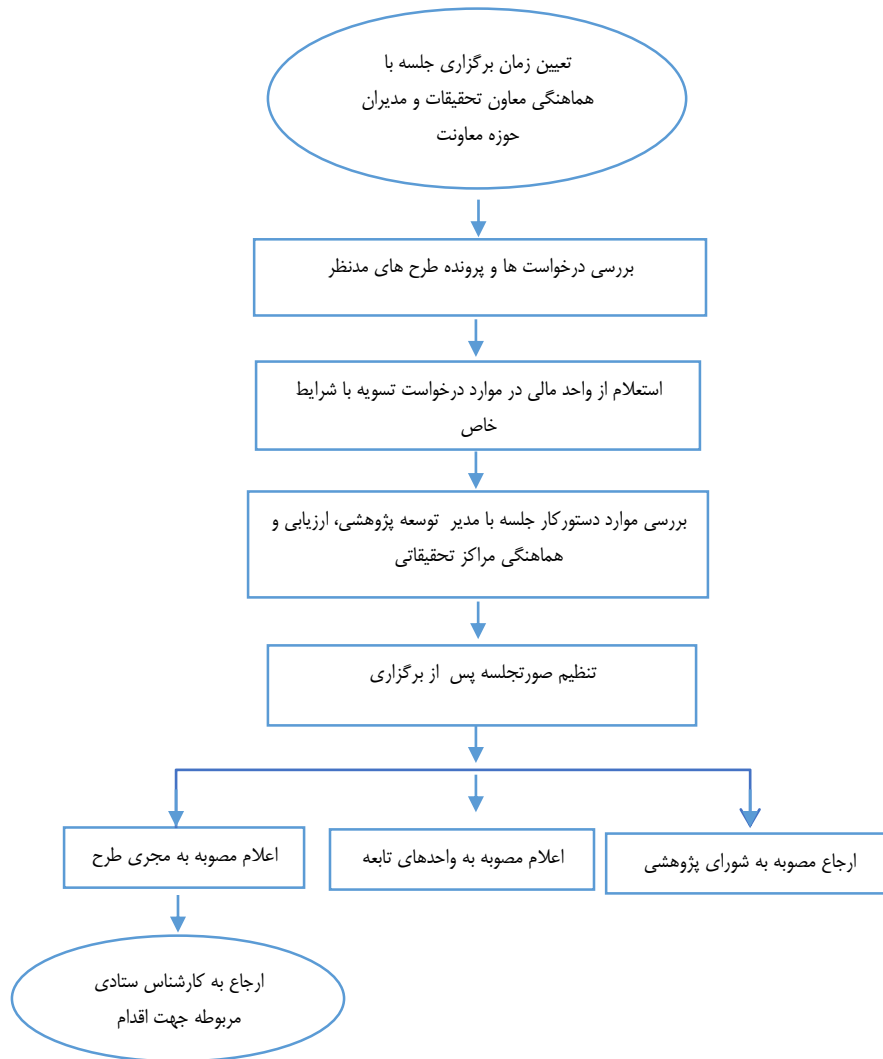 تعیین زمان برگزاری جلسه با
هماهنگی معاون تحقیقات و مدیران
حوزه معاونت
بررسی درخواست ها و پرونده طرح های مدنظر
استعلام از واحد مالی در موارد درخواست تسویه با شرایط
خاص
بررسی موارد دستورکار جلسه با مدیر توسعه پژوهشی، ارزیابی و
هماهنگی مراکز تحقیقاتی
تنظیم صورتجلسه پس از برگزاری
ارجاع مصوبه به شورای پژوهشی
اعلام مصوبه به واحدهای تابعه
اعلام مصوبه به مجری طرح
ارجاع به کارشناس ستادی
مربوطه جهت اقدام